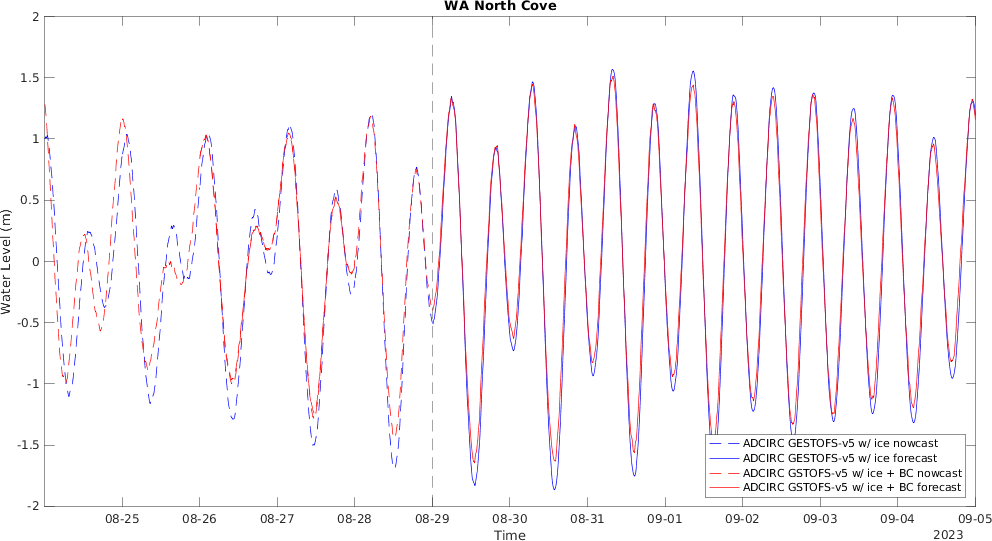 WA North Cove
2
1.5
1
0.5
0
-0.5
-1
-1.5
-2
Water Level (m)
ADCIRC GESTOFS-v5 w/ ice nowcast
ADCIRC GESTOFS-v5 w/ ice forecast
ADCIRC GSTOFS-v5 w/ ice + BC nowcast
ADCIRC GSTOFS-v5 w/ ice + BC forecast
08-25 08-26 08-27 08-28 08-29 08-30 08-31 09-01 09-02 09-03 09-04 09-05
Time
2023